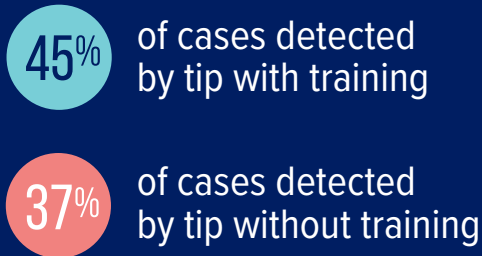 45%
of cases detected
by tip with training
37%
of cases detected
by tip without training